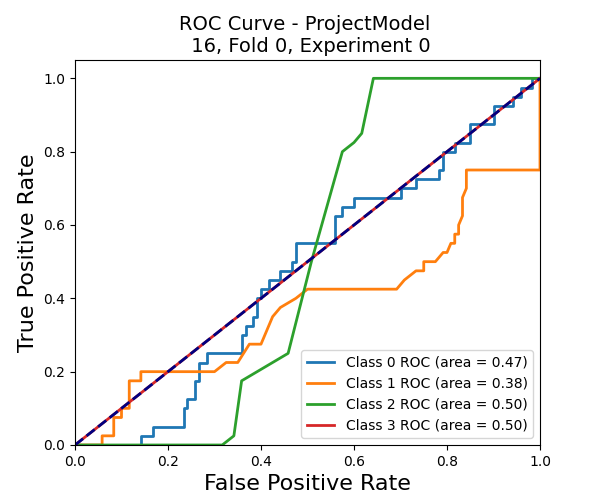 ROC Curve - ProjectModel
16, Fold 0, Experiment 0
True Positive Rate
1.0
0.8
0.6
0.4
0.2
0.0
Class 0 ROC (area = 0.47)
Class 1 ROC (area = 0.38)
Class 2 ROC (area = 0.50)
Class 3 ROC (area = 0.50)
0.0 0.2 0.4 0.6 0.8 1.0
False Positive Rate